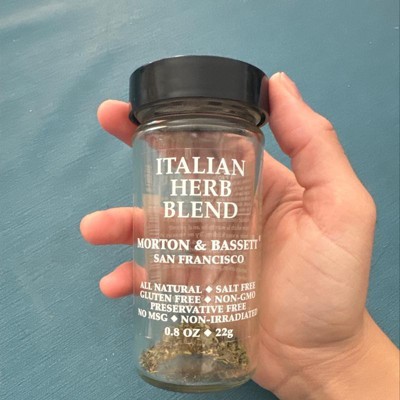 ITALIAN
HERB
BLEND
MORTON & BASSETT®
SAN FRANCISCO
ALL NATURAL ◆ SALT FREE
GLUTEN FREE ◆ NON-GMO
PRESERVATIVE FREE
NO MSG ◆ NON-IRRADIATED
0.8 OZ ◆ 22g